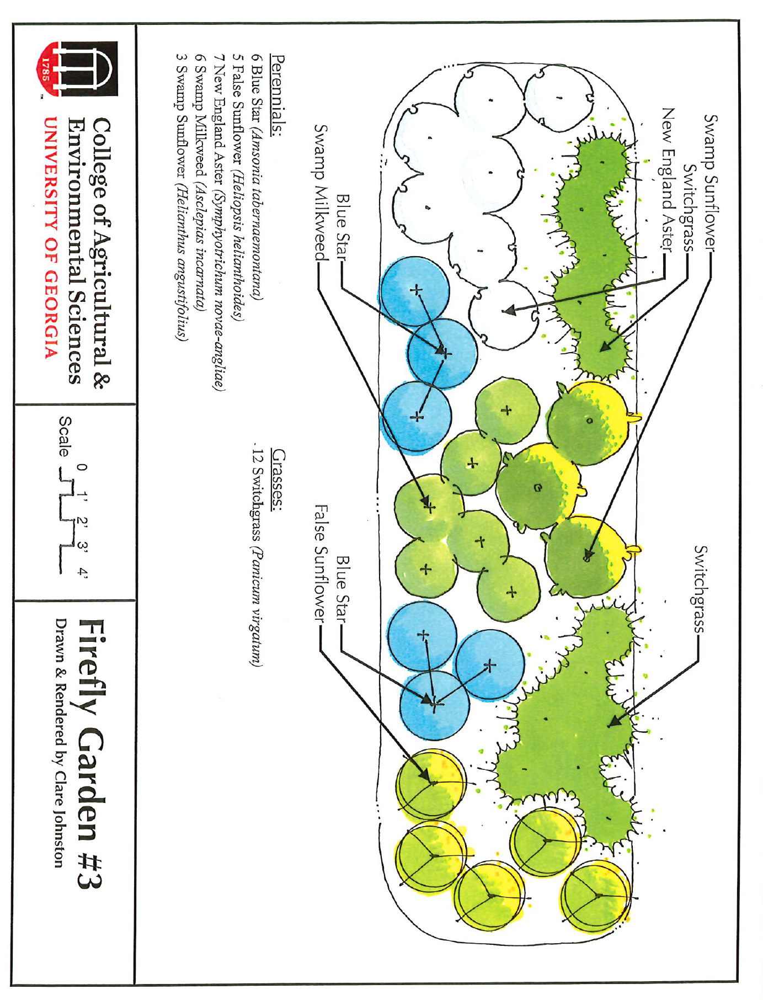 Swamp Sunflower
Switchgrass
New England Aster
Switchgrass
Blue Star
Swamp Milkweed
Blue Star
False Sunflower
Perennials:
6 Blue Star (Amsonia tabernaemontana)
5 False Sunflower (Heliopsis helianthoides)
7 New England Aster (Symphyotrichum novae-angliae)
6 Swamp Milkweed (Asclepias incarnata)
3 Swamp Sunflower (Helianthus angustifolius)
Grasses:
12 Switchgrass (Panicum virgatum)
1785
TM
College of Agricultural &
Environmental Sciences
UNIVERSITY OF GEORGIA
0 1' 2' 3' 4'
Scale
Firefly Garden #3
Drawn & Rendered by Clare Johnston